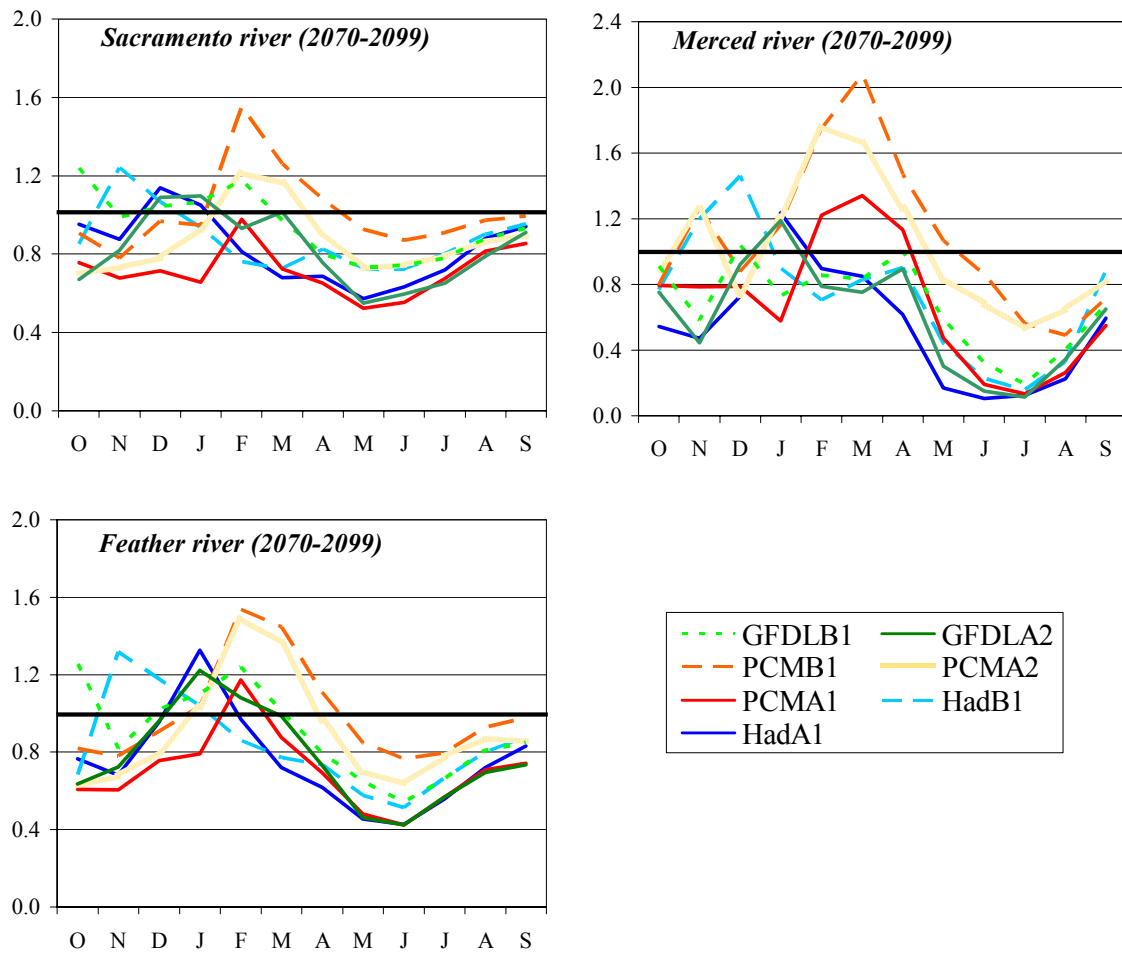 Sacramento river (2070-2099)
2.0
1.6
1.2
0.8
0.4
0.0
O N D J F M A M J J A S
Merced river (2070-2099)
2.4
2.0
1.6
1.2
0.8
0.4
0.0
O N D J F M A M J J A S
Feather river (2070-2099)
2.0
1.6
1.2
0.8
0.4
0.0
O N D J F M A M J J A S
GFDLB1 GFDLA2
PCMB1 PCMA2
PCMA1 HadB1
HadA1